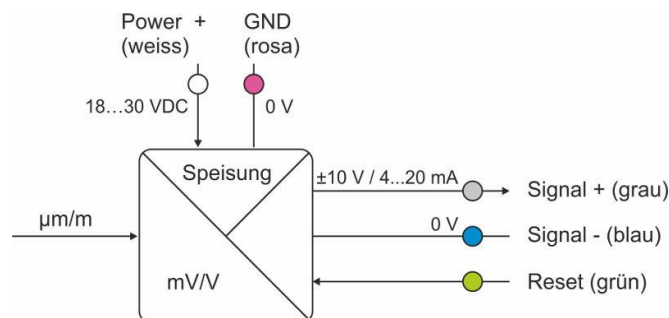 Power +
(weiss)
GND
(rosa)
18...30 VDC
0 V
Speisung
±10 V / 4...20 mA
Signal + (grau)
µm/m
0 V
Signal - (blau)
mV/V
Reset (grün)